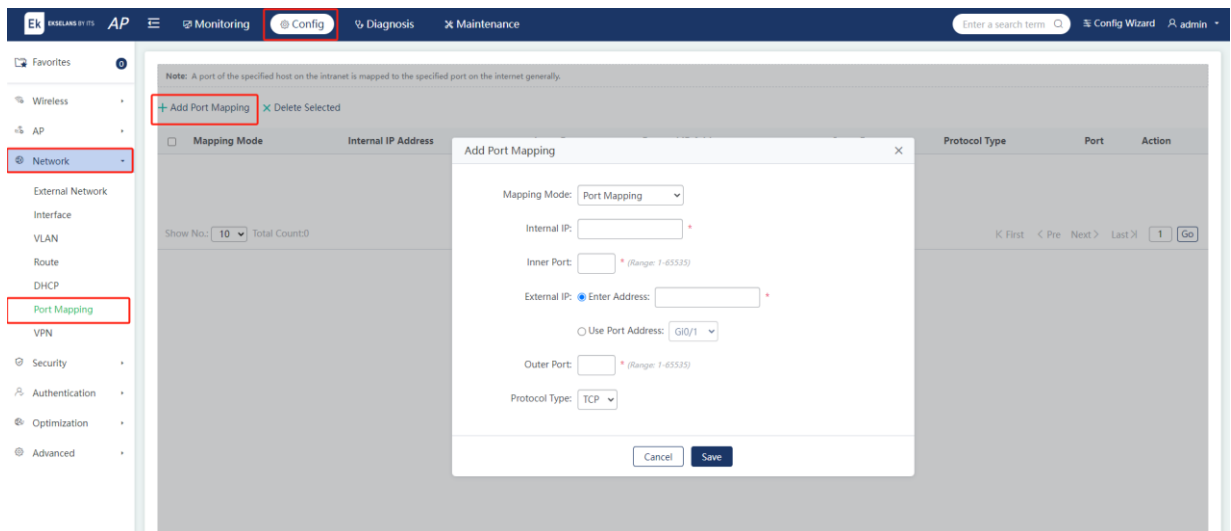 Ek EKSELANS BY ITS AP Monitoring Config Diagnosis Maintenance Enter a search term Config Wizard admin
Favorites 0
Wireless
AP
Network
External Network
Interface
VLAN
Route
DHCP
Port Mapping
VPN
Security
Authentication
Optimization
Advanced
Note: A port of the specified host on the intranet is mapped to the specified port on the internet generally.
+ Add Port Mapping × Delete Selected
Mapping Mode Internal IP Address Protocol Type Port Action
Show No.: 10 Total Count:0 First < Pre Next > Last 1 Go
Add Port Mapping ×
Mapping Mode: Port Mapping
Internal IP: *
Inner Port: * (Range: 1-65535)
External IP: Enter Address: *
Use Port Address: Gi0/1
Outer Port: * (Range: 1-65535)
Protocol Type: TCP
Cancel Save